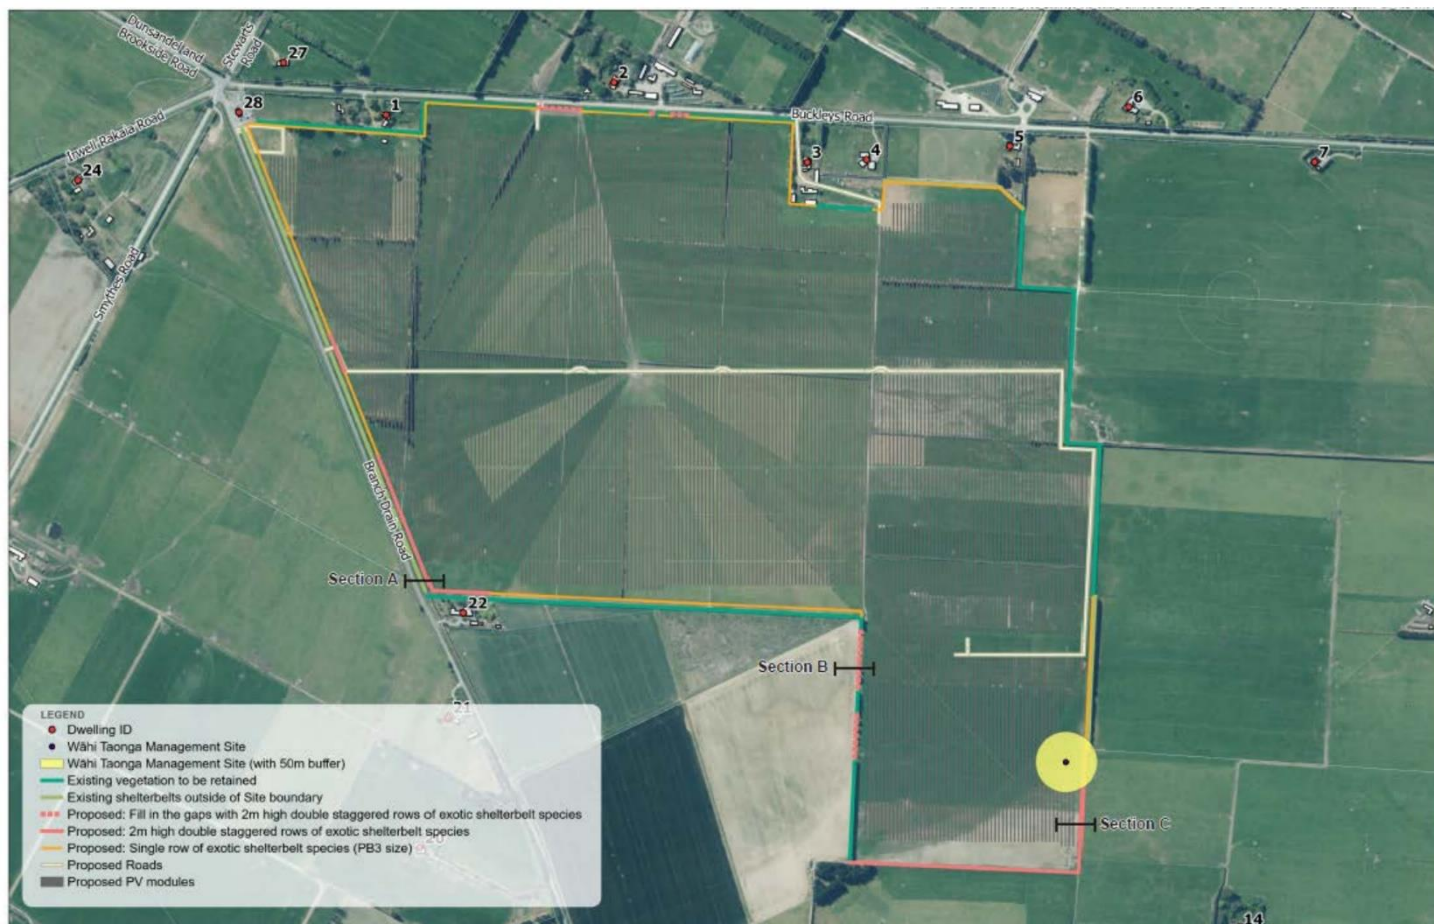 Dunsandel and
Brookside Road
Stewarts
Road
27
2
28
1
6
Buckleys Road
Irwell Rakaia Road
5
3
4
7
24
Smythes Road
Branch Drain Road
Section A
22
Section B
21
Section C
20
14
LEGEND
Dwelling ID
Wāhi Taonga Management Site
Wāhi Taonga Management Site (with 50m buffer)
Existing vegetation to be retained
Existing shelterbelts outside of Site boundary
Proposed: Fill in the gaps with 2m high double staggered rows of exotic shelterbelt species
Proposed: 2m high double staggered rows of exotic shelterbelt species
Proposed: Single row of exotic shelterbelt species (PB3 size)
Proposed Roads
Proposed PV modules